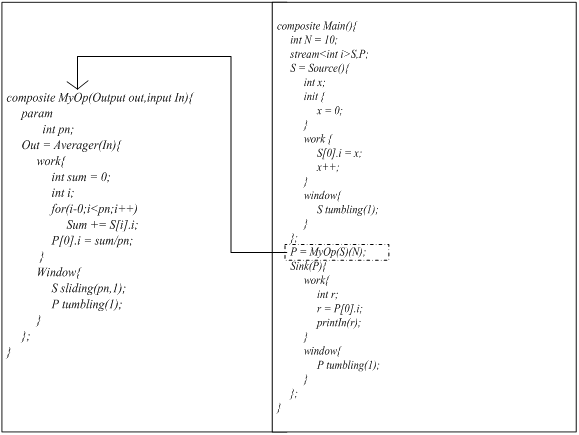 composite MyOp(Output out,input In){
param
int pn;
Out = Averager(In){
work{
int sum = 0;
int i;
for(i-0;i<pn;i++)
Sum += S[i].i;
P[0].i = sum/pn;
}
Window{
S sliding(pn,1);
P tumbling(1);
}
};
}
composite Main(){
int N = 10;
stream<int i>S,P;
S = Source(){
int x;
init {
x = 0;
}
work {
S[0].i = x;
x++;
}
window{
S tumbling(1);
}
};
P = MyOp(S)(N);
Sink(P){
work{
int r;
r = P[0].i;
printIn(r);
}
window{
P tumbling(1);
}
};
}